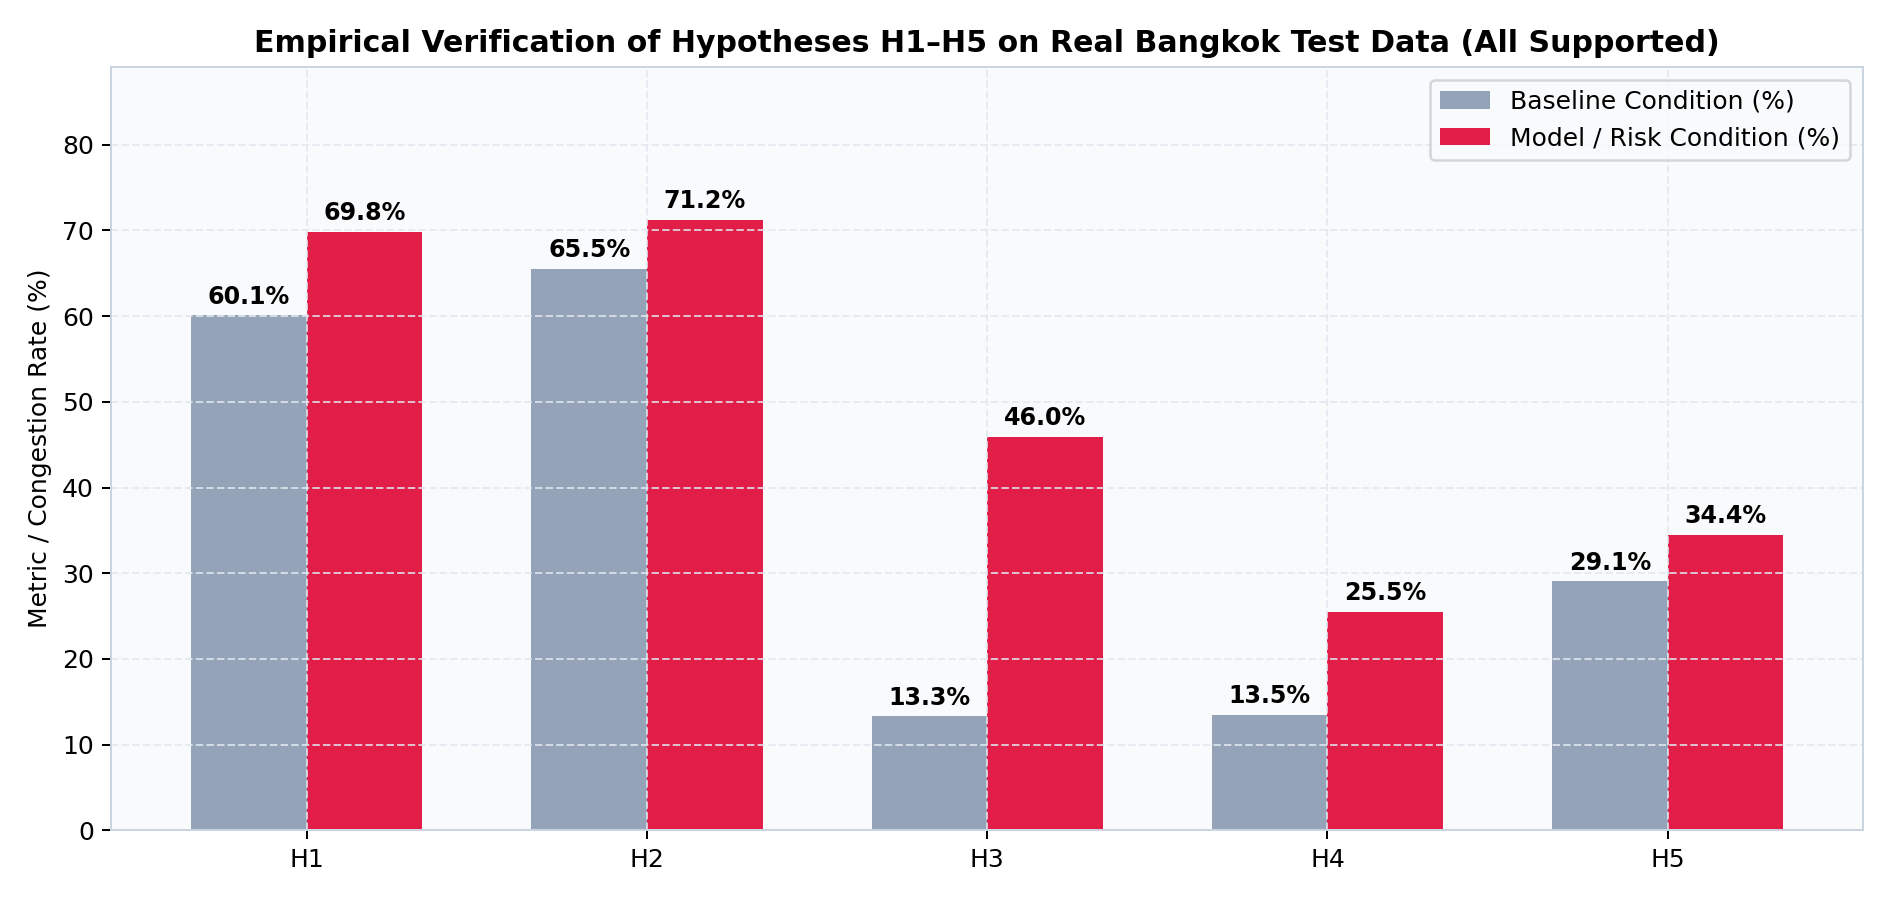 Empirical Verification of Hypotheses H1–H5 on Real Bangkok Test Data (All Supported)
Baseline Condition (%)
Model / Risk Condition (%)
Metric / Congestion Rate (%)
80
70
60
50
40
30
20
10
0
60.1%
69.8%
65.5%
71.2%
13.3%
46.0%
13.5%
25.5%
29.1%
34.4%
H1
H2
H3
H4
H5